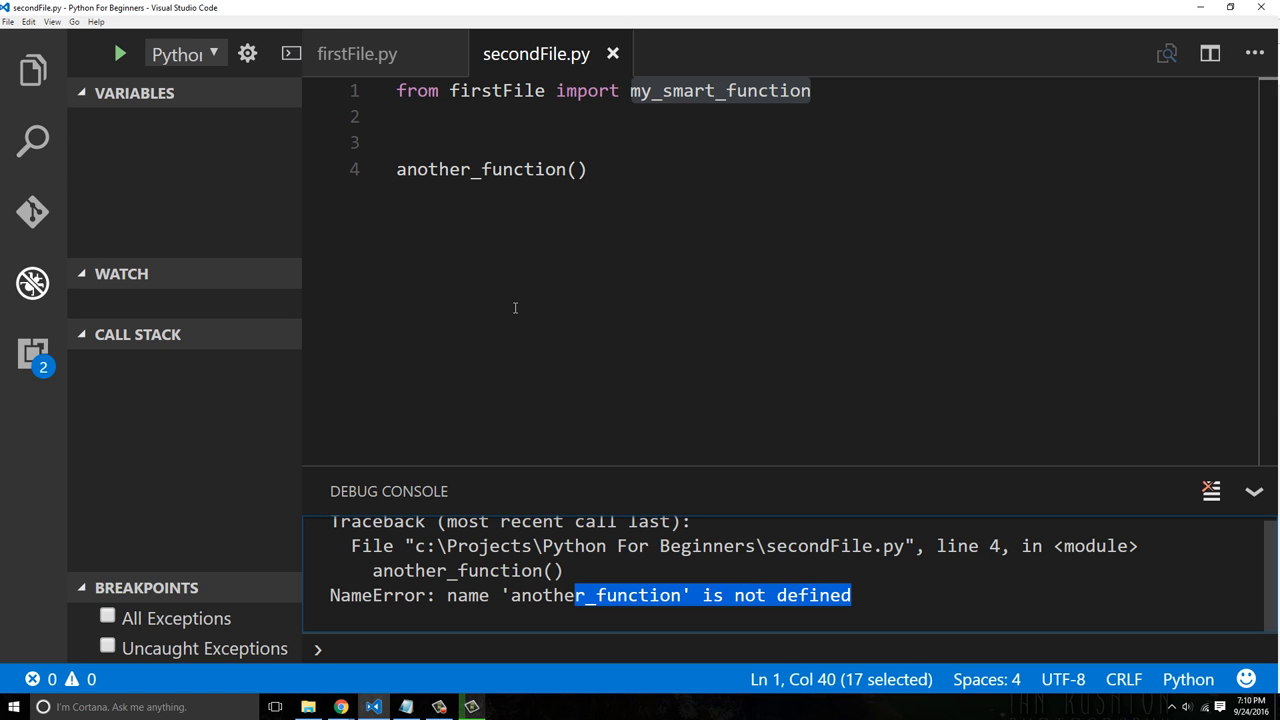 secondFile.py - Python For Beginners - Visual Studio Code
File Edit View Go Help
Python
firstFile.py
secondFile.py
VARIABLES
1 from firstFile import my_smart_function
2
3
4 another_function()
WATCH
CALL STACK
2
DEBUG CONSOLE
Traceback (most recent call last):
File "c:\Projects\Python For Beginners\secondFile.py", line 4, in <module>
another_function()
NameError: name 'another_function' is not defined
BREAKPOINTS
All Exceptions
Uncaught Exceptions
0 0 Ln 1, Col 40 (17 selected) Spaces: 4 UTF-8 CRLF Python
I'm Cortana. Ask me anything.
7:10 PM
9/24/2016